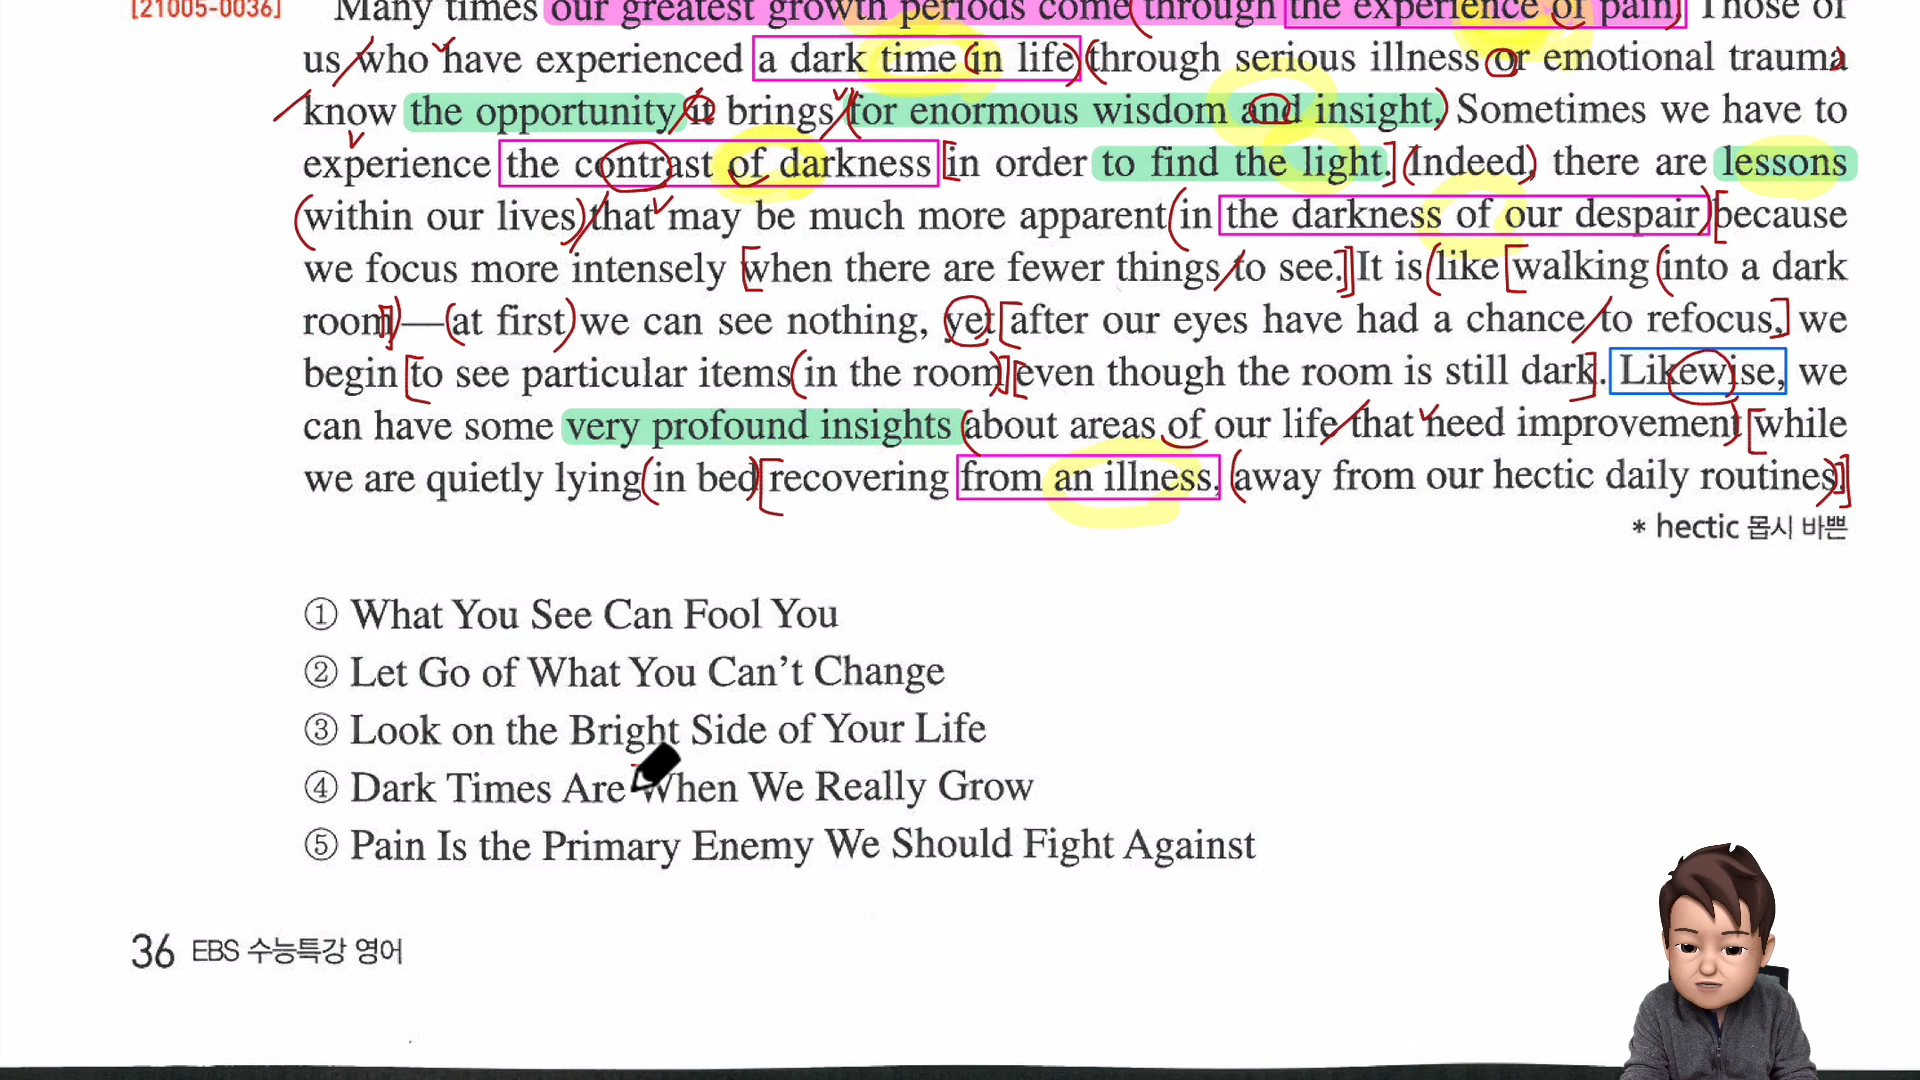 [21005-0036] Many times our greatest growth periods come through the experience of pain. Those of
us who have experienced a dark time in life through serious illness or emotional trauma
know the opportunity it brings for enormous wisdom and insight. Sometimes we have to
experience the contrast of darkness in order to find the light. Indeed, there are lessons
within our lives that may be much more apparent in the darkness of our despair because
we focus more intensely when there are fewer things to see. It is like walking into a dark
room—at first we can see nothing, yet after our eyes have had a chance to refocus, we
begin to see particular items in the room even though the room is still dark. Likewise, we
can have some very profound insights about areas of our life that need improvement while
we are quietly lying in bed recovering from an illness, away from our hectic daily routines.
* hectic 몹시 바쁜
① What You See Can Fool You
② Let Go of What You Can't Change
③ Look on the Bright Side of Your Life
④ Dark Times Are When We Really Grow
⑤ Pain Is the Primary Enemy We Should Fight Against
36 EBS 수능특강 영어